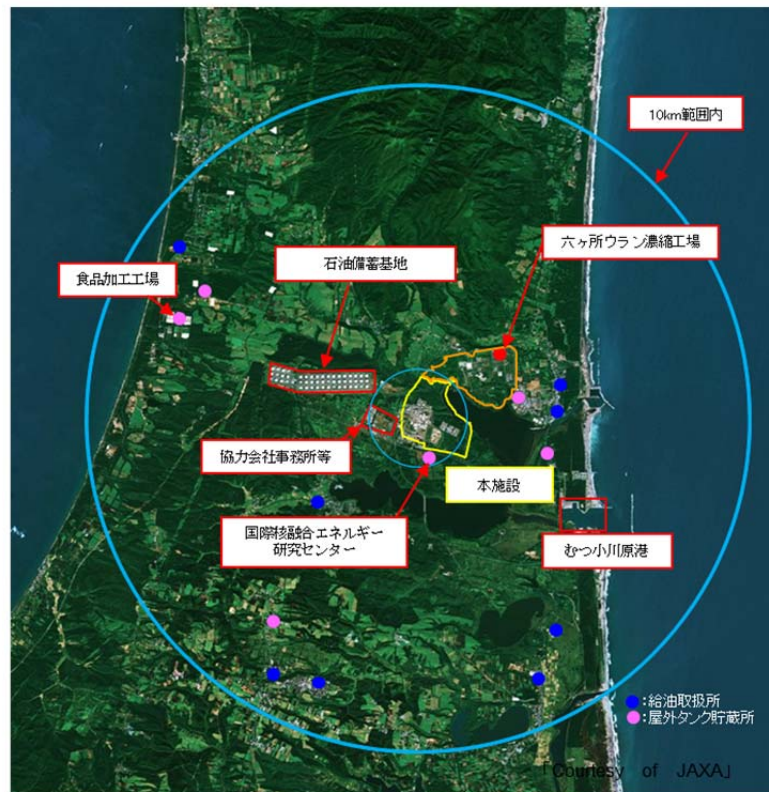 10km範囲内
六ヶ所ウラン濃縮工場
石油備蓄基地
食品加工工場
協力会社事務所等
本施設
国際核融合エネルギー
研究センター
むつ小川原港
:給油取扱所
:屋外タンク貯蔵所
「Courtesy of JAXA」